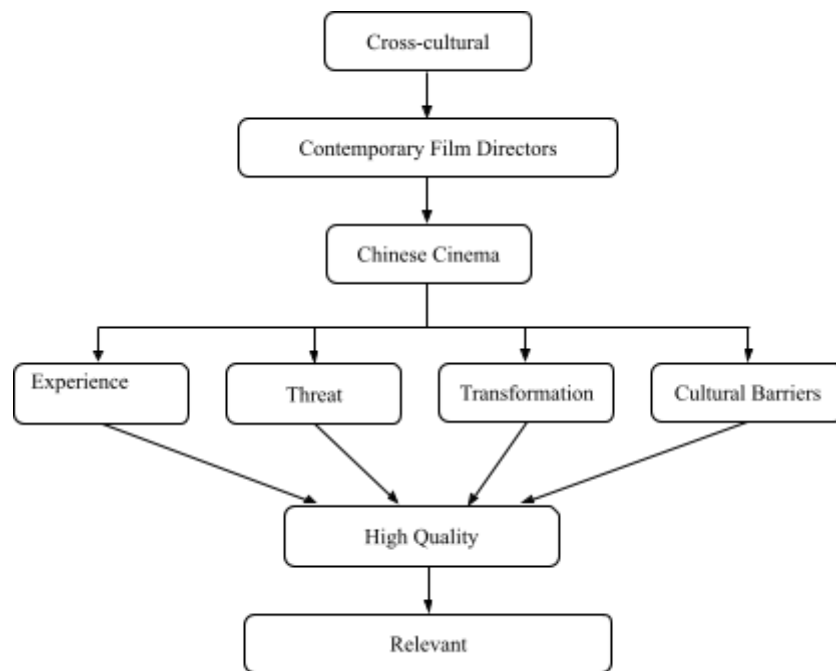 Cross-cultural
Contemporary Film Directors
Chinese Cinema
Experience
Threat
Transformation
Cultural Barriers
High Quality
Relevant